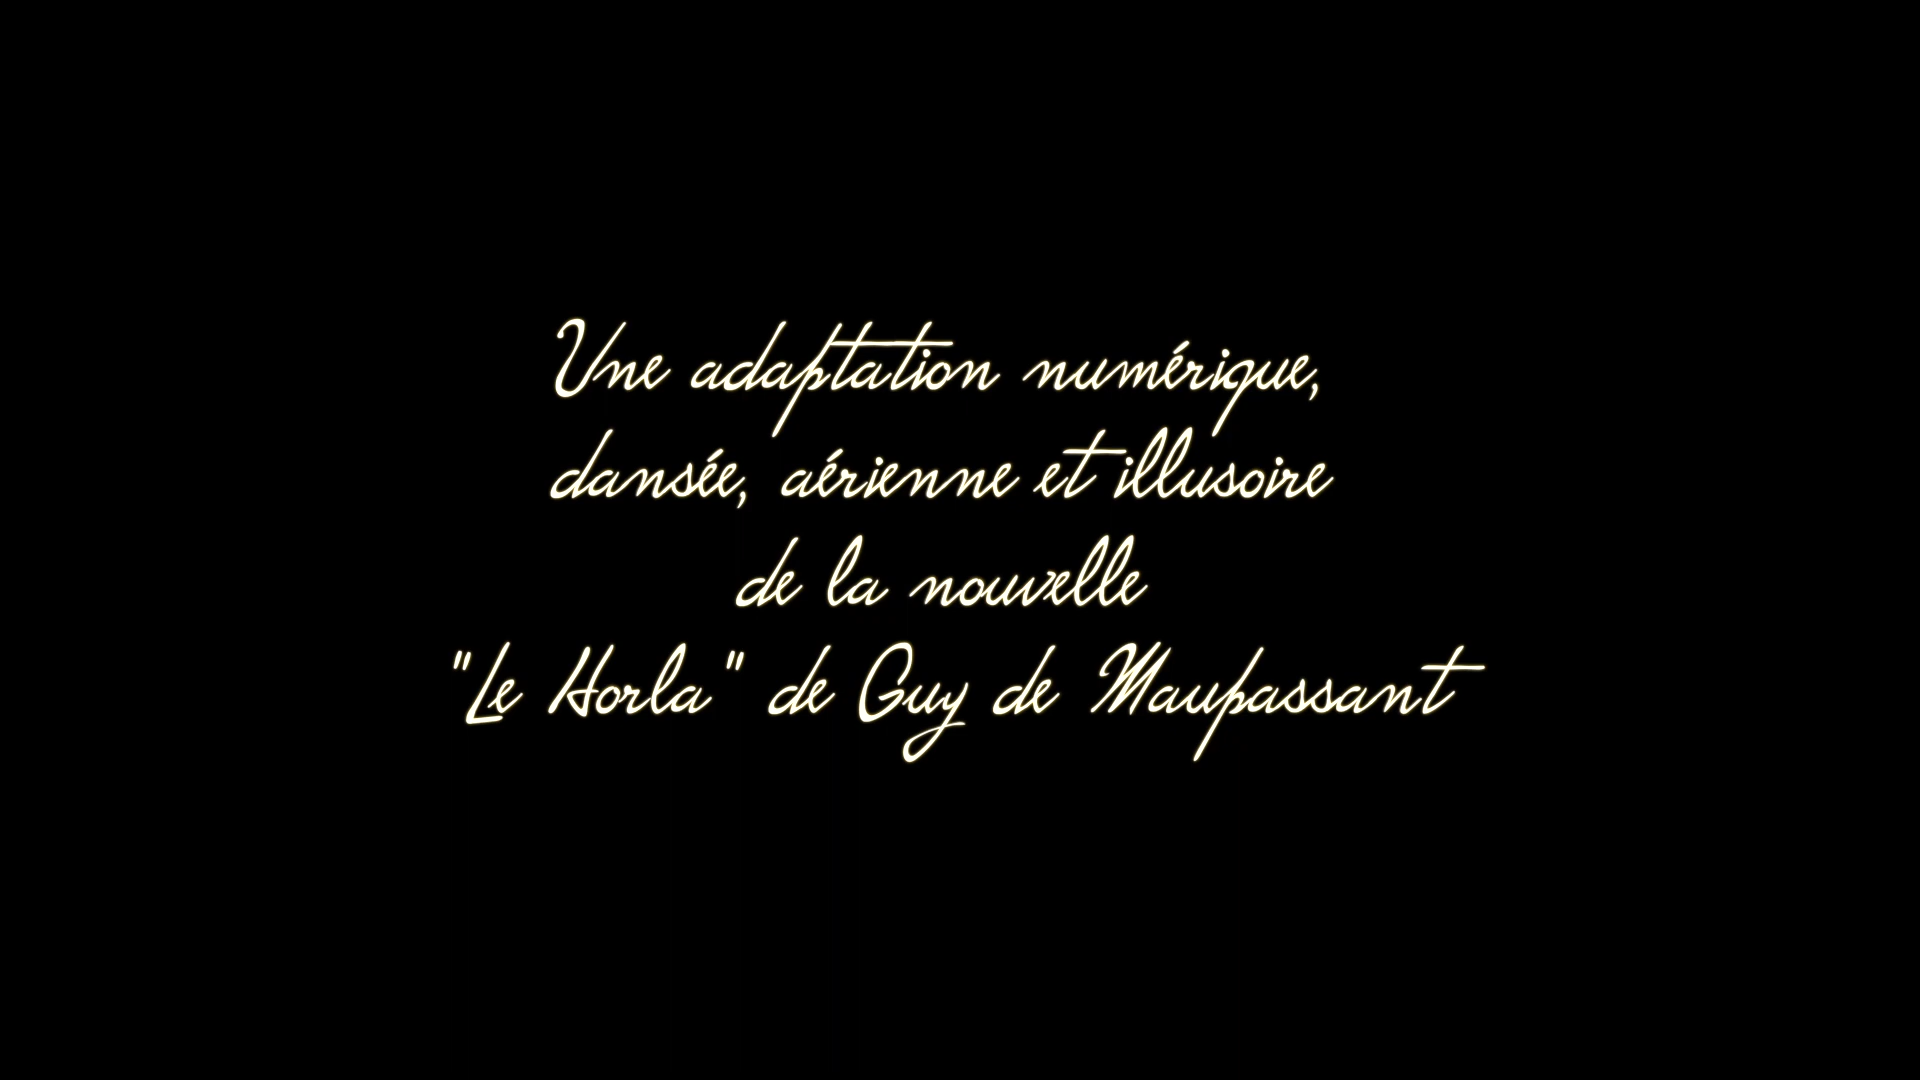 Une adaptation numérique,
dansée, aérienne et illusoire
de la nouvelle
"Le Horla" de Guy de Maupassant